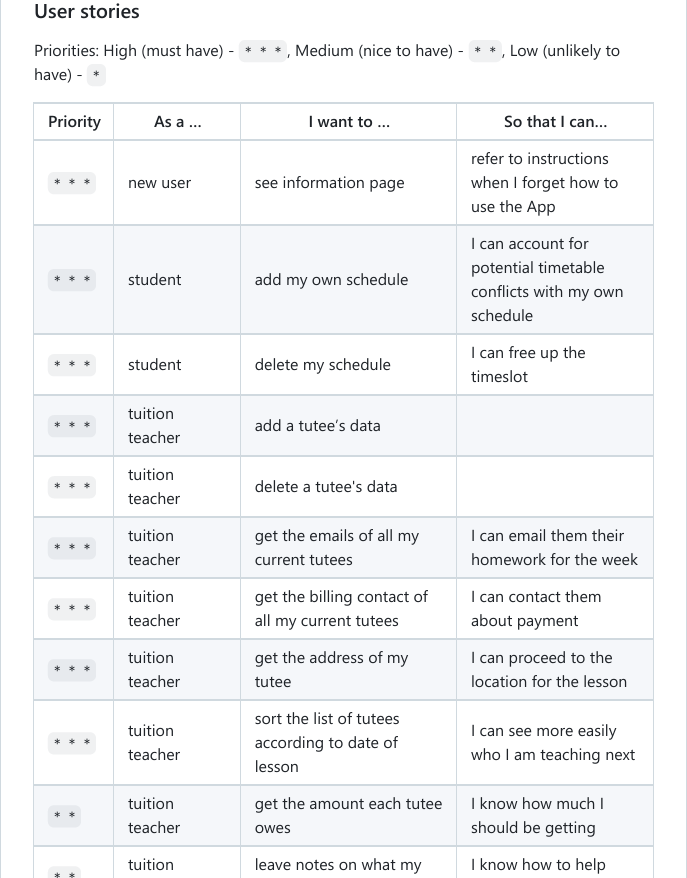 User stories
Priorities: High (must have) - * * *, Medium (nice to have) - * *, Low (unlikely to
have) - *
Priority As a … I want to … So that I can…
* * * new user see information page refer to instructions
when I forget how to
use the App
* * * student add my own schedule I can account for
potential timetable
conflicts with my own
schedule
* * * student delete my schedule I can free up the
timeslot
* * * tuition
teacher
add a tutee’s data
* * * tuition
teacher
delete a tutee's data
* * * tuition
teacher
get the emails of all my
current tutees
I can email them their
homework for the week
* * * tuition
teacher
get the billing contact of
all my current tutees
I can contact them
about payment
* * * tuition
teacher
get the address of my
tutee
I can proceed to the
location for the lesson
* * * tuition
teacher
sort the list of tutees
according to date of
lesson
I can see more easily
who I am teaching next
* * tuition
teacher
get the amount each tutee
owes
I know how much I
should be getting
* * tuition
leave notes on what my
I know how to help